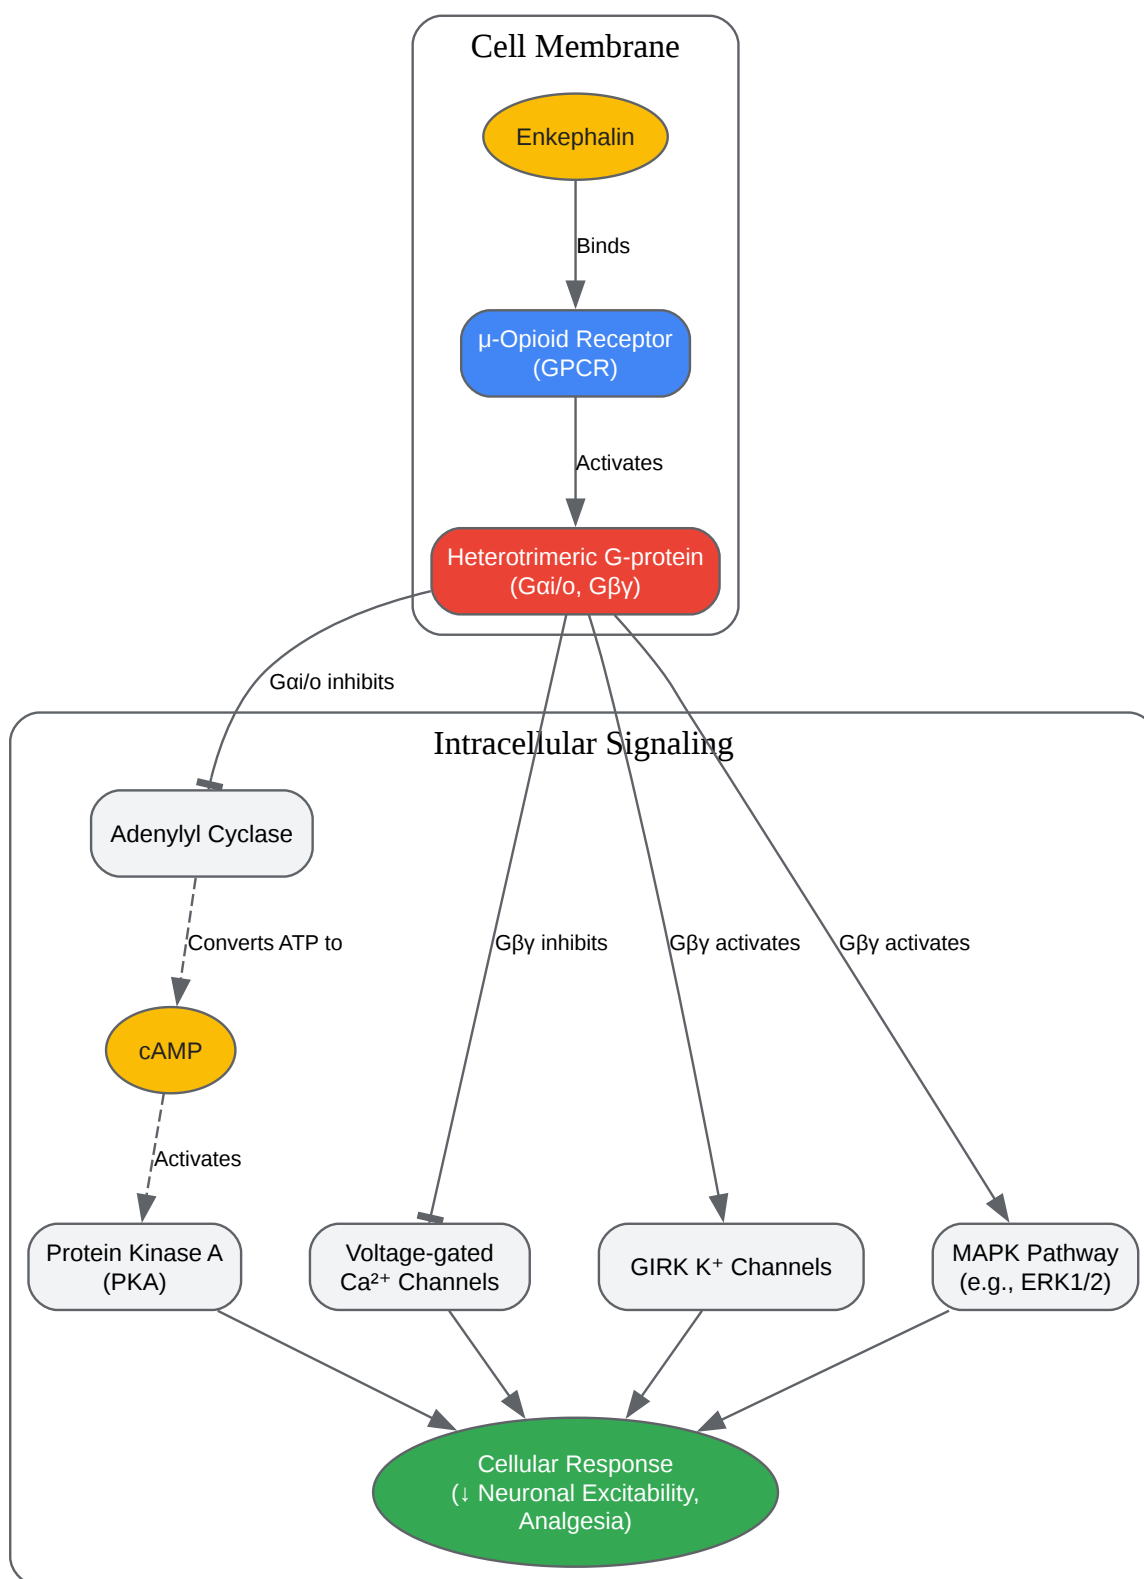 Cell Membrane
Enkephalin
Binds
μ-Opioid Receptor
(GPCR)
Activates
Heterotrimeric G-protein
(Gαi/o, Gβγ)
Gαi/o inhibits
Intracellular Signaling
Adenylyl Cyclase
Converts ATP to
Gβγ inhibits
Gβγ activates
Gβγ activates
cAMP
Activates
Protein Kinase A
(PKA)
Voltage-gated
Ca²⁺ Channels
GIRK K⁺ Channels
MAPK Pathway
(e.g., ERK1/2)
Cellular Response
(↓ Neuronal Excitability,
Analgesia)